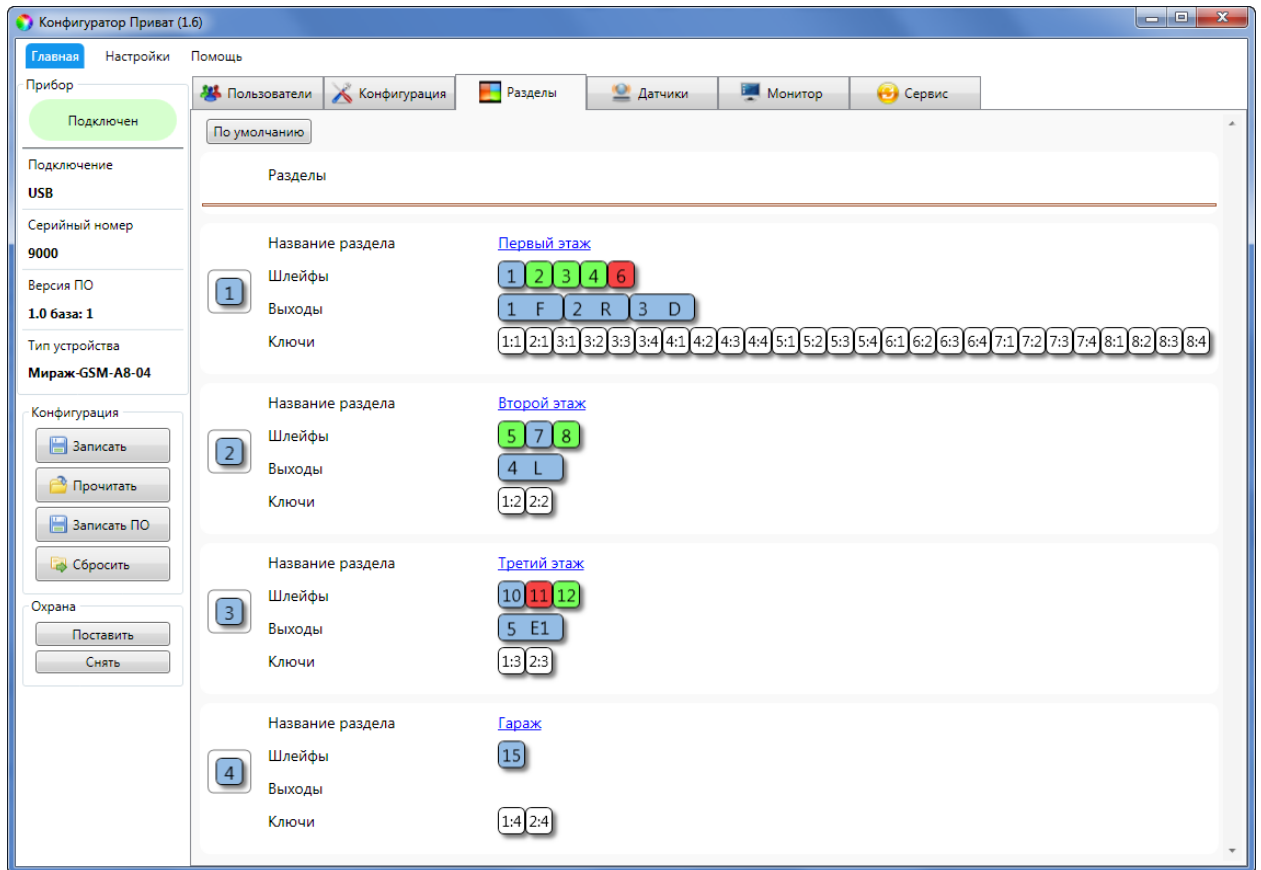 Конфигуратор Приват (1.6)
Главная Настройки Помощь
Прибор
Подключен
Подключение
USB
Серийный номер
9000
Версия ПО
1.0 база: 1
Тип устройства
Мираж-GSM-A8-04
Конфигурация
Записать
Прочитать
Записать ПО
Сбросить
Охрана
Поставить
Снять
Пользователи Конфигурация Разделы Датчики Монитор Сервис
По умолчанию
Разделы
1
Название раздела Первый этаж
Шлейфы 1 2 3 4 6
Выходы 1 F 2 R 3 D
Ключи 1:1 2:1 3:1 3:2 3:3 3:4 4:1 4:2 4:3 4:4 5:1 5:2 5:3 5:4 6:1 6:2 6:3 6:4 7:1 7:2 7:3 7:4 8:1 8:2 8:3 8:4
2
Название раздела Второй этаж
Шлейфы 5 7 8
Выходы 4 L
Ключи 1:2 2:2
3
Название раздела Третий этаж
Шлейфы 10 11 12
Выходы 5 E1
Ключи 1:3 2:3
4
Название раздела Гараж
Шлейфы 15
Выходы
Ключи 1:4 2:4